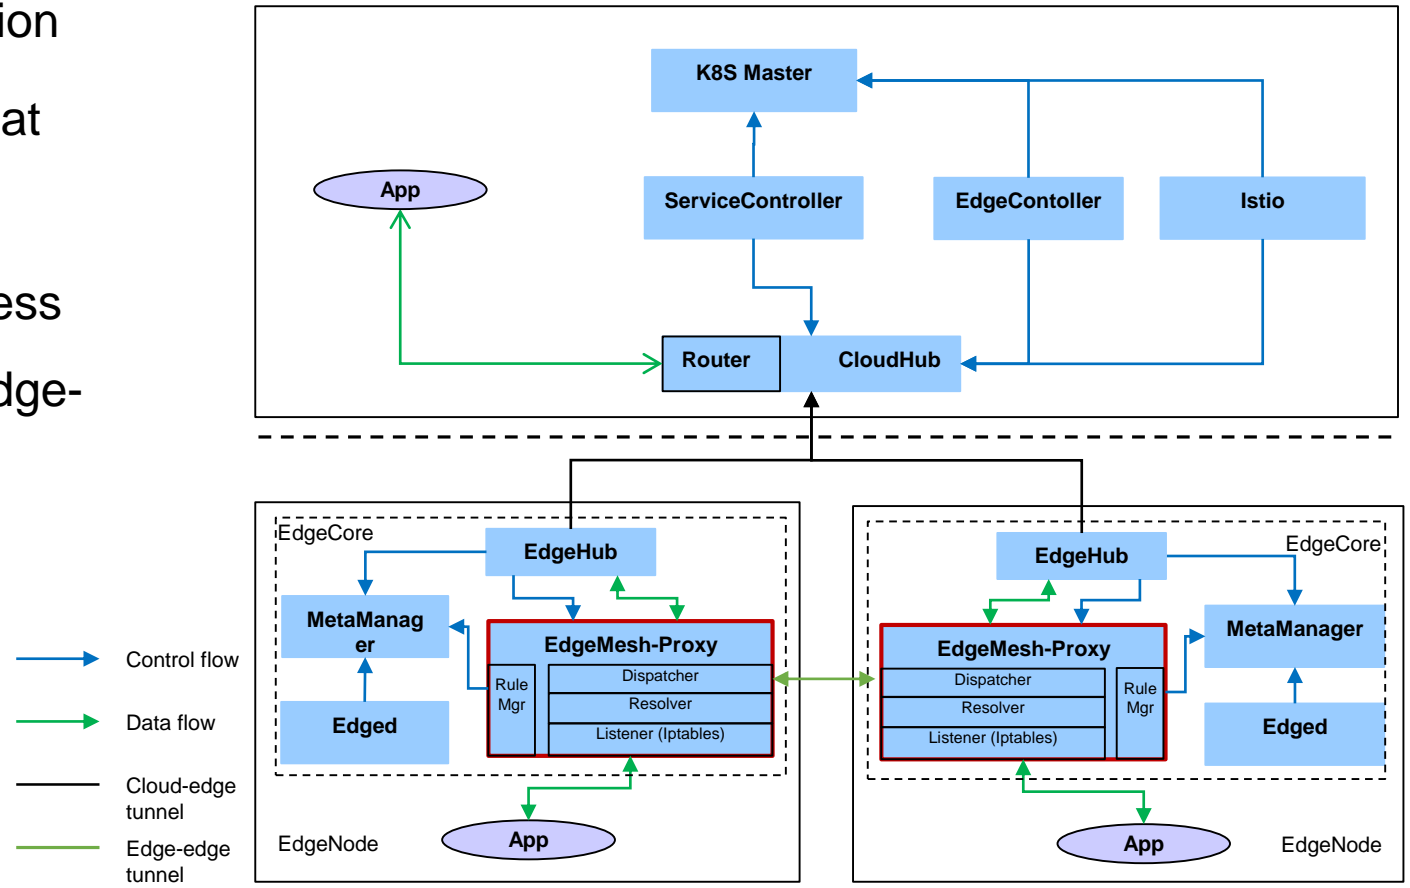 ion
at
ess
dge-
K8S Master
App
ServiceController
EdgeContoller
Istio
Router
CloudHub
EdgeCore
EdgeHub
MetaManag
er
EdgeMesh-Proxy
Rule
Mgr
Dispatcher
Resolver
Listener (Iptables)
Edged
App
EdgeNode
EdgeCore
EdgeHub
MetaManager
EdgeMesh-Proxy
Dispatcher
Resolver
Listener (Iptables)
Rule
Mgr
Edged
App
EdgeNode
Control flow
Data flow
Cloud-edge
tunnel
Edge-edge
tunnel